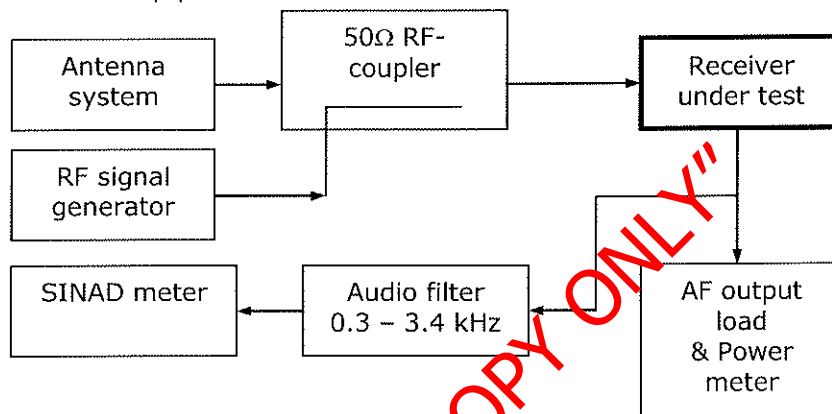 Antenna
system
50Ω RF-
coupler
Receiver
under test
RF signal
generator
SINAD meter
Audio filter
0.3 – 3.4 kHz
AF output
load
& Power
meter
OPY ONLY”